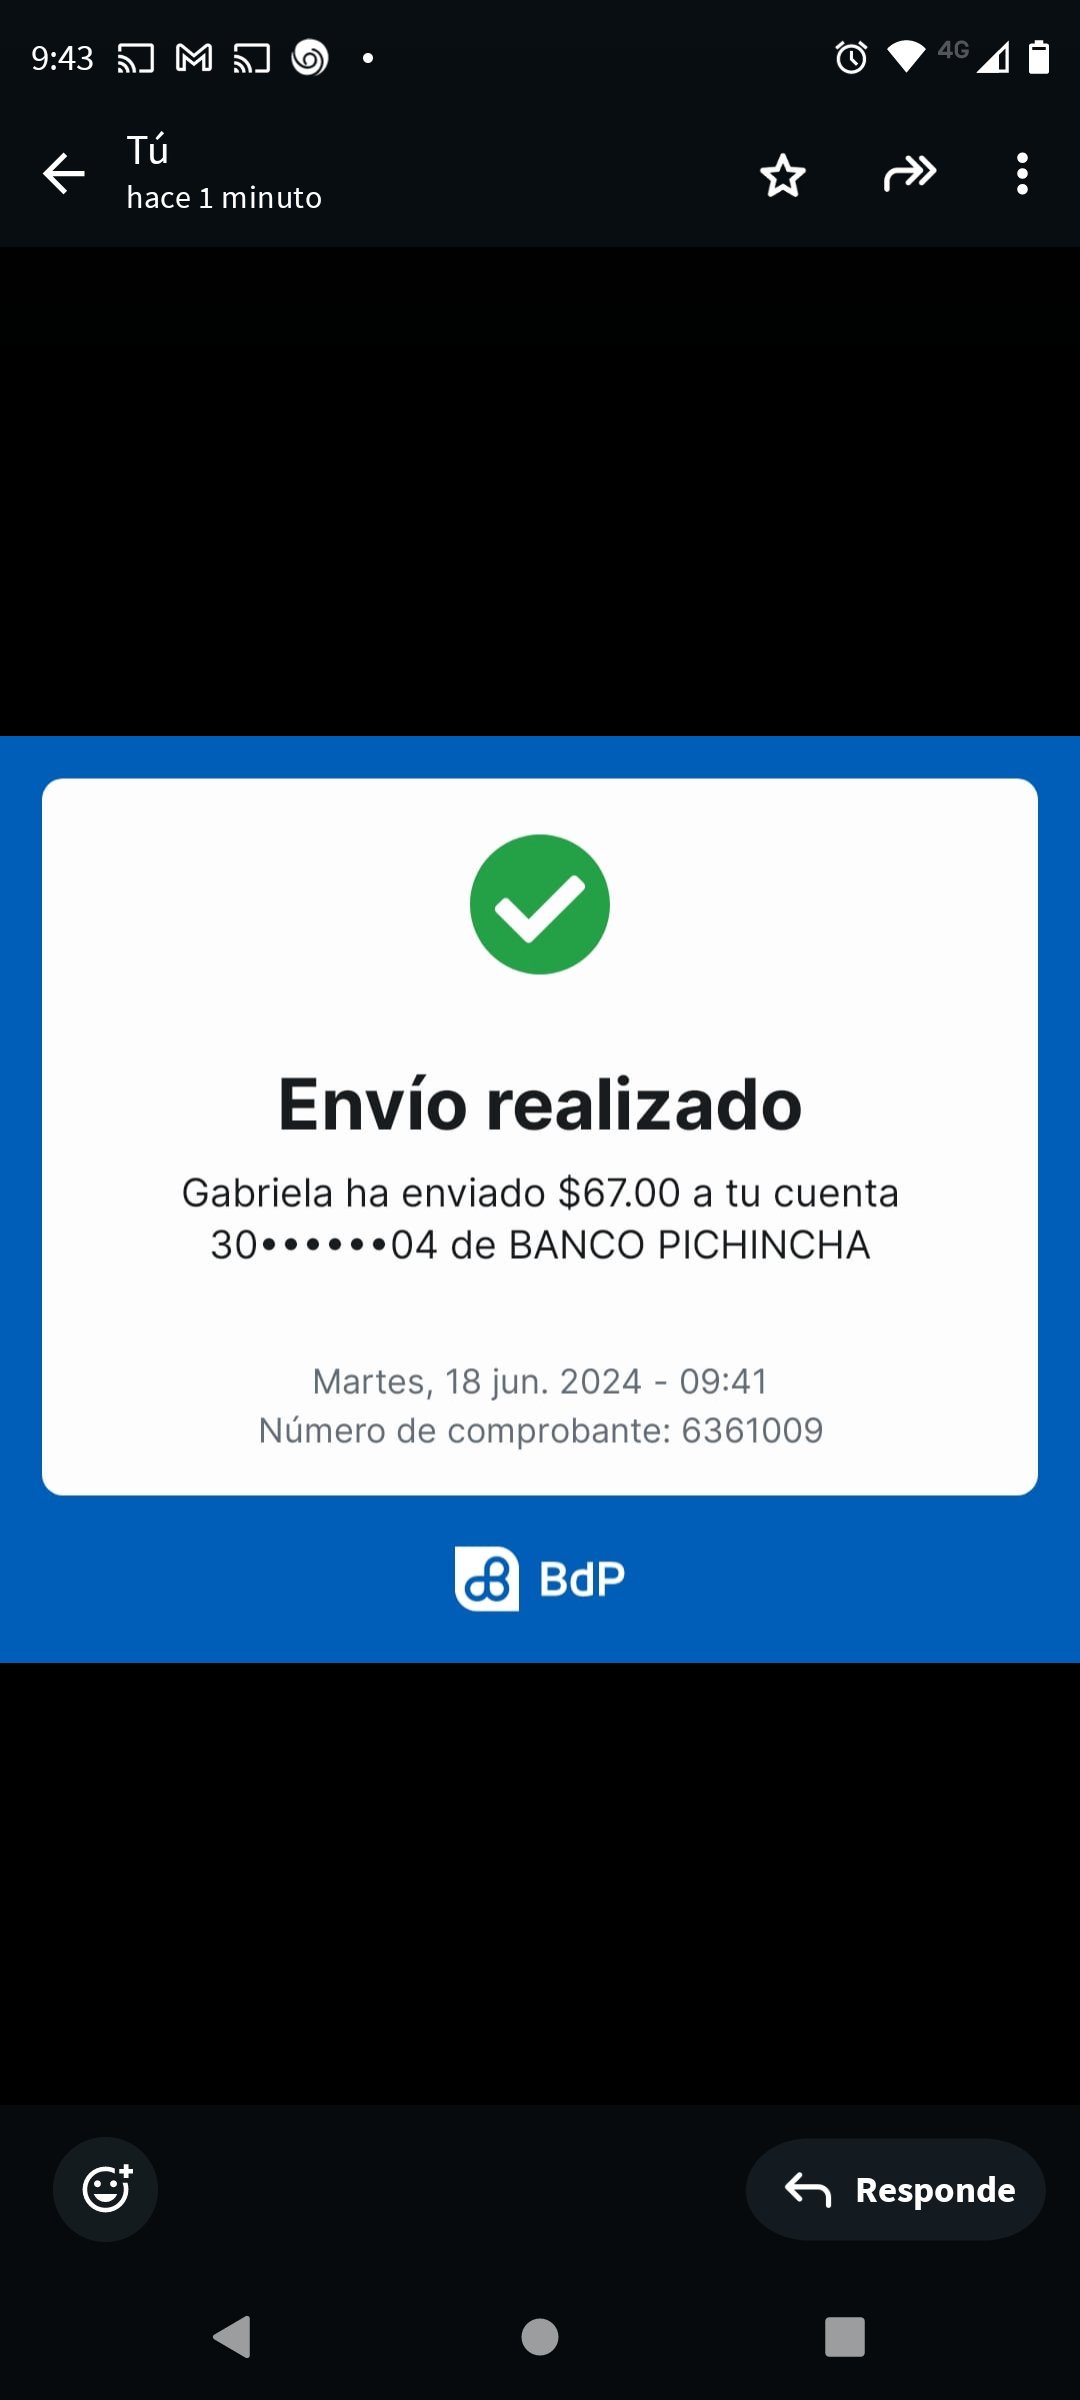 9:43
4G
Tú
hace 1 minuto
Envío realizado
Gabriela ha enviado $67.00 a tu cuenta
30••••••04 de BANCO PICHINCHA
Martes, 18 jun. 2024 - 09:41
Número de comprobante: 6361009
BdP
Responde